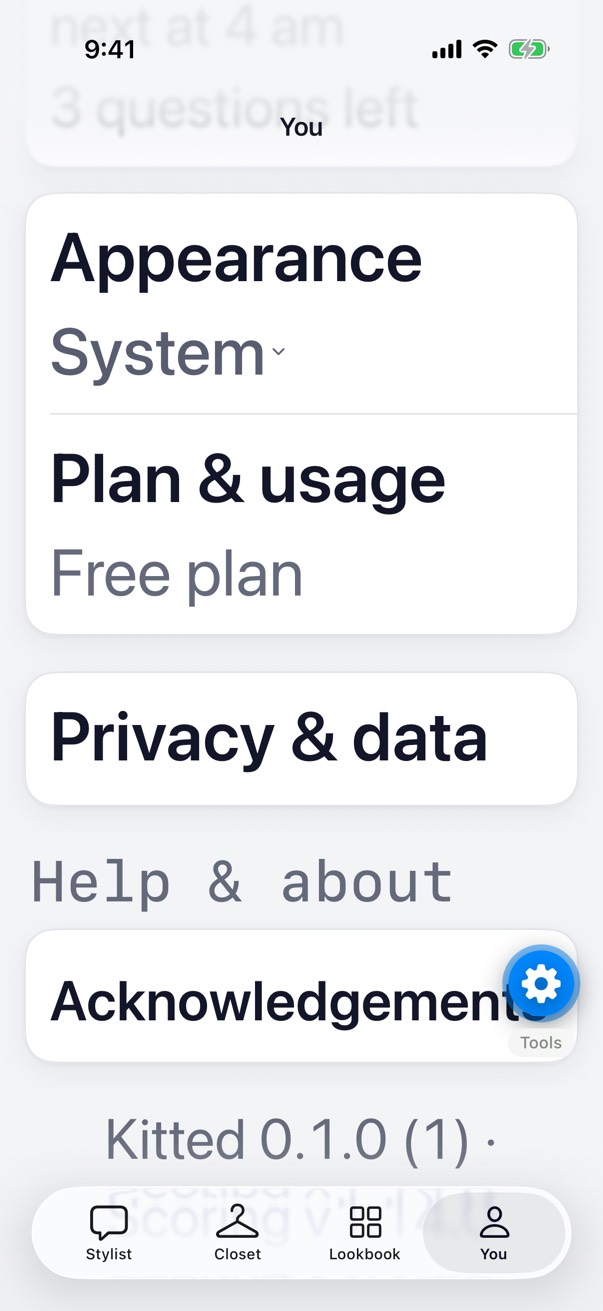 next at 4 am
9:41
3 questions left
You
Appearance
System
Plan & usage
Free plan
Privacy & data
Help & about
Acknowledgements
Tools
Kitted 0.1.0 (1) ·
Stylist
Closet
Lookbook
You